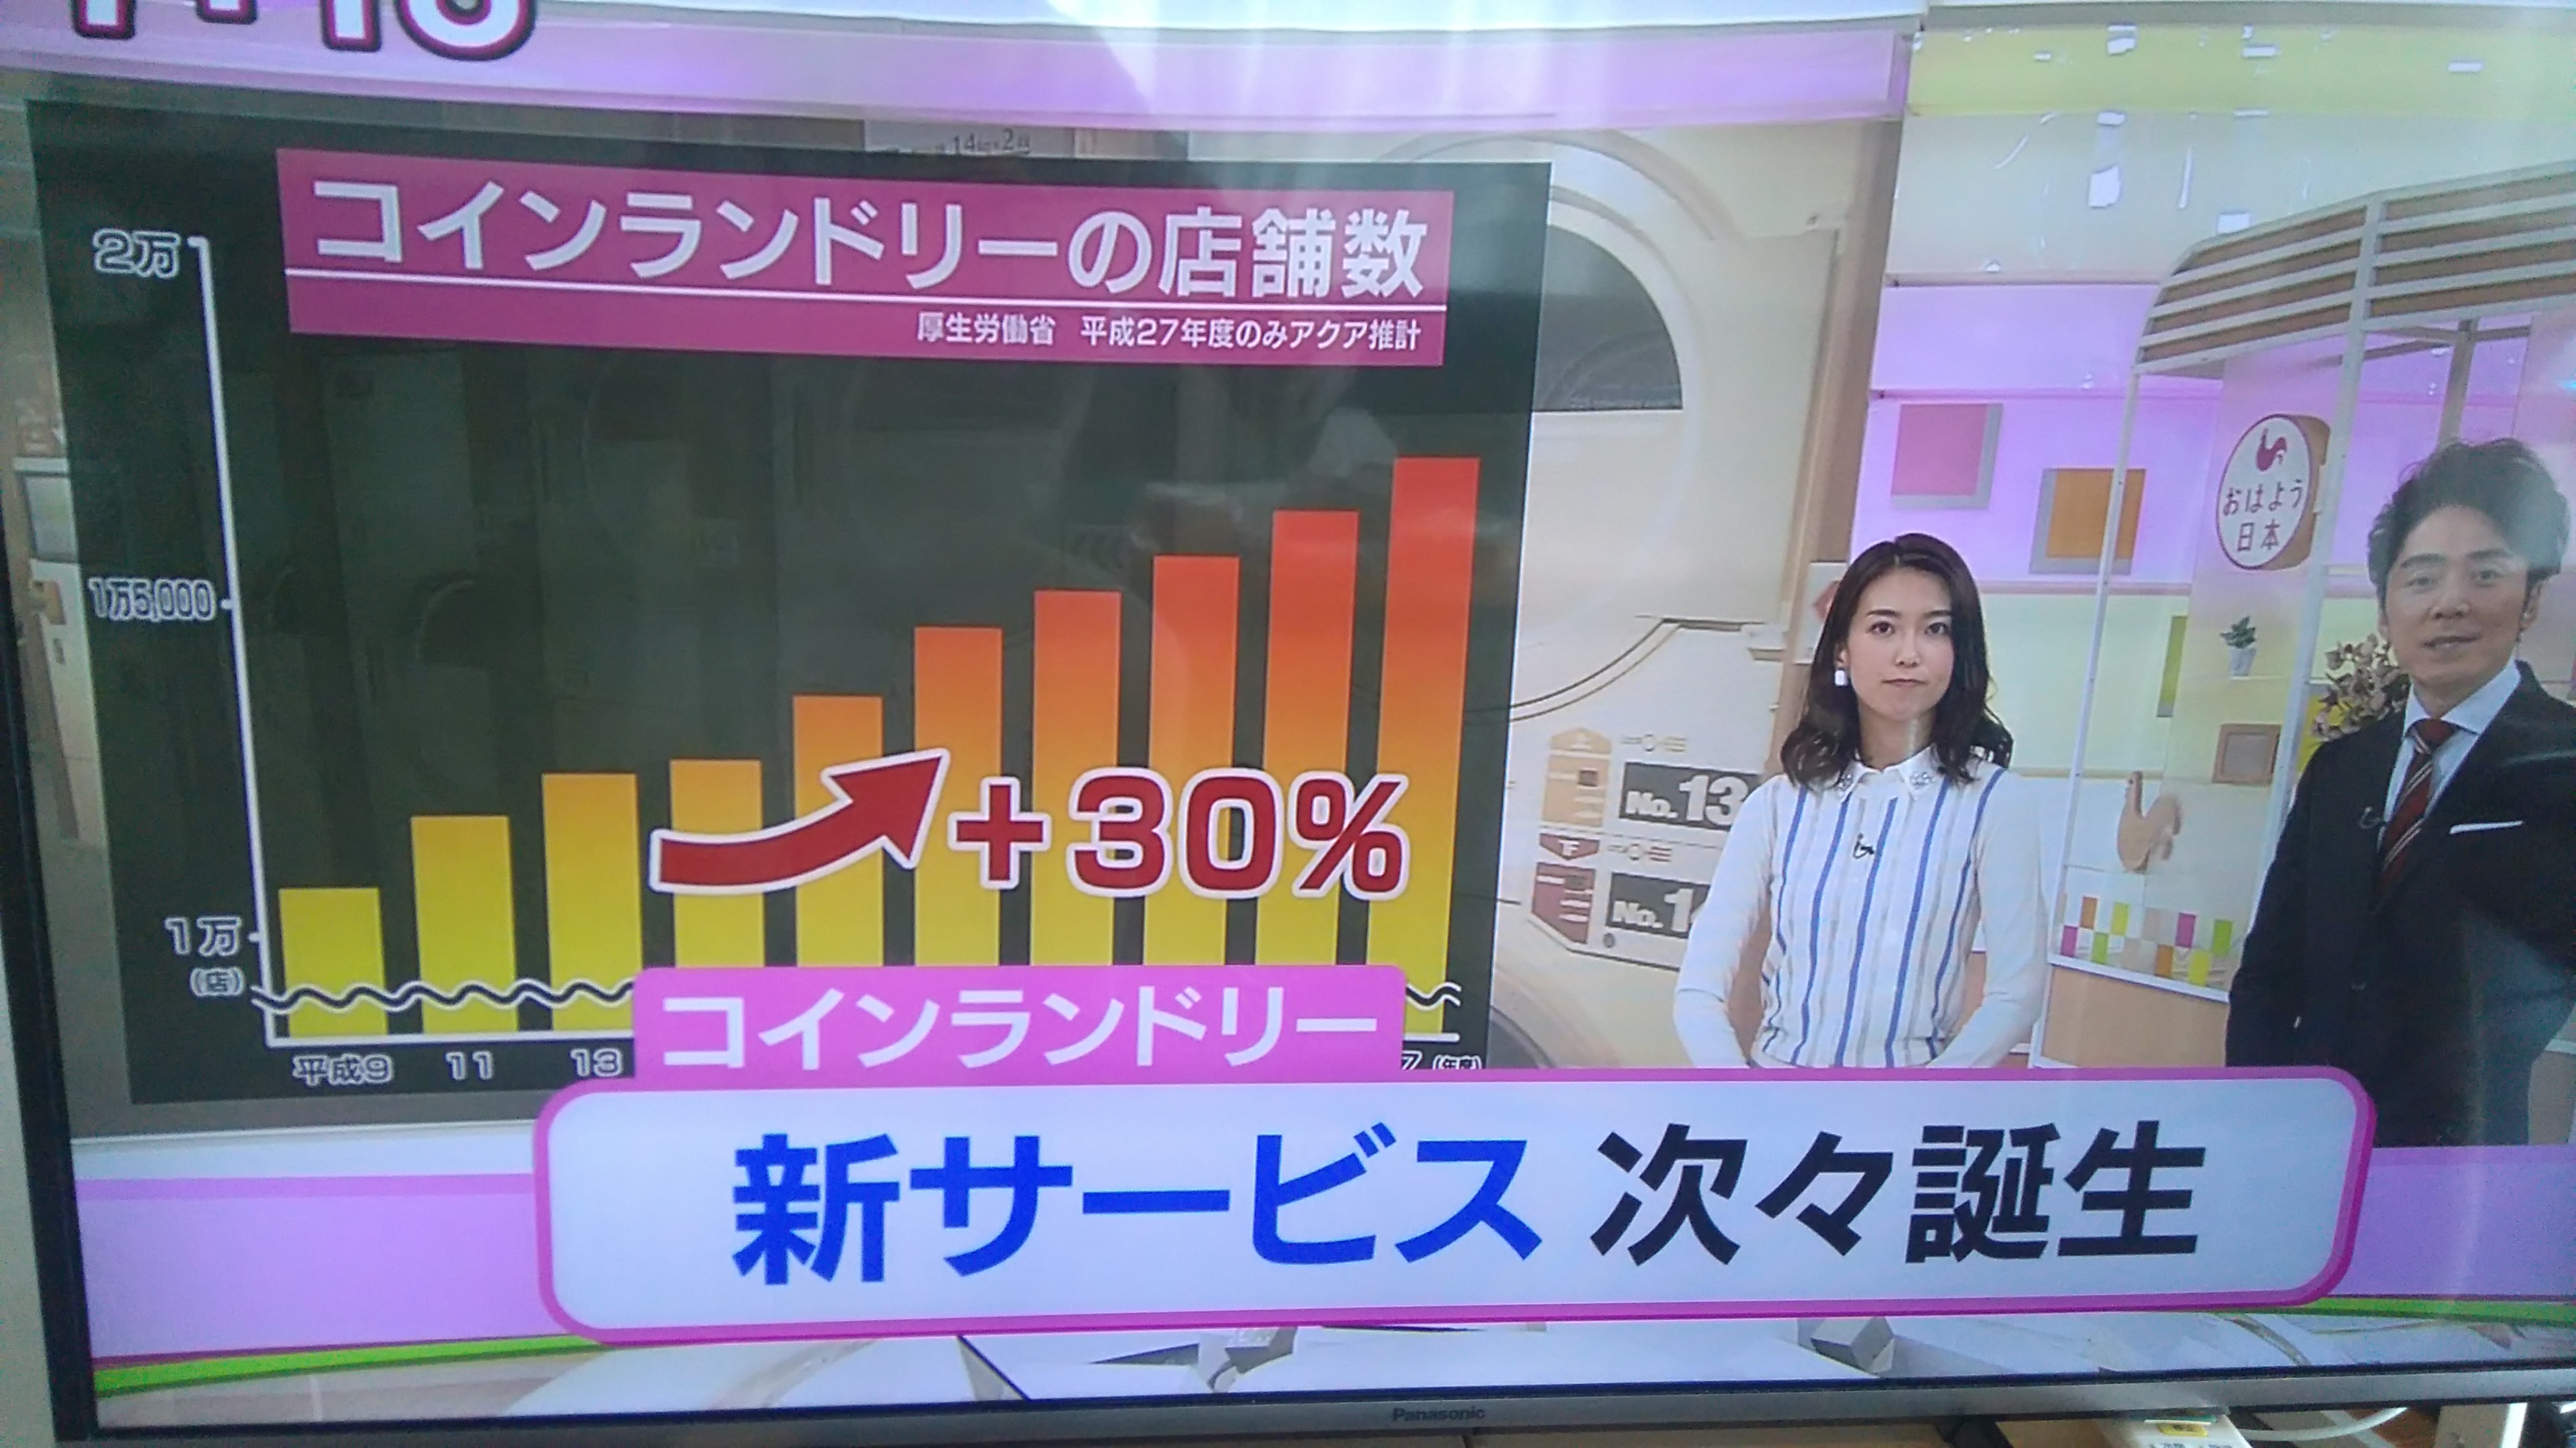 コインランドリーの店舗数
厚生労働省 平成27年度のみアクア推計
2万
1万5,000
1万
(店)
+30%
平成9 11 13 7 (年度)
おはよう
日本
No.13
コインランドリー
新サービス 次々誕生
Panasonic